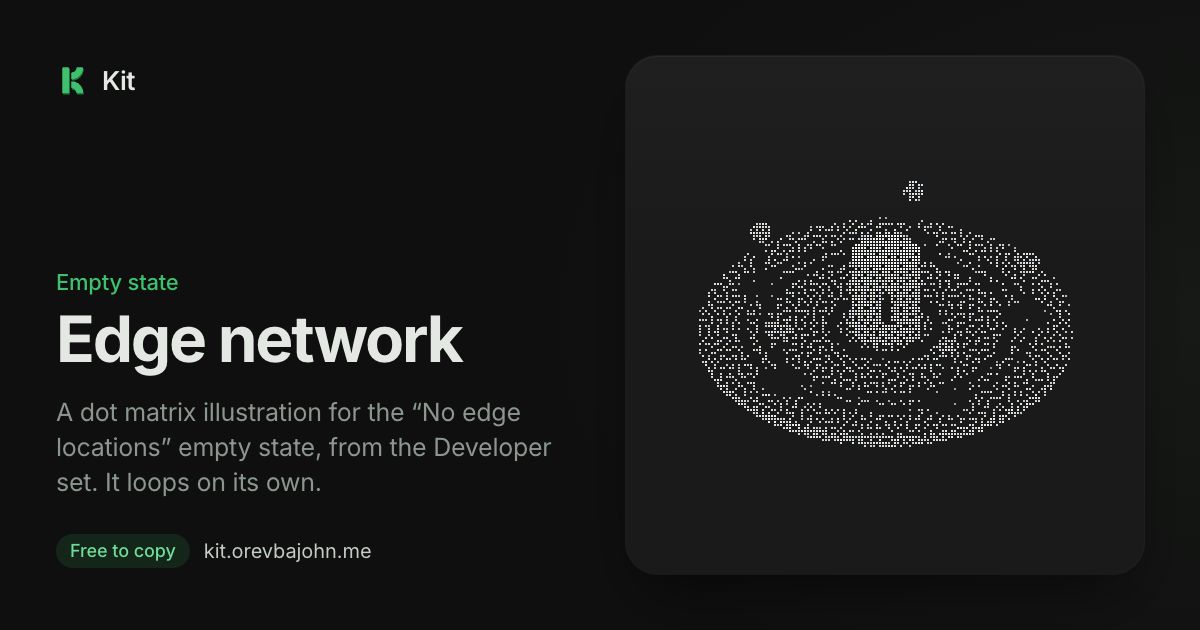 Kit
Empty state
Edge network
A dot matrix illustration for the “No edge
locations” empty state, from the Developer
set. It loops on its own.
Free to copy
kit.orevbajohn.me